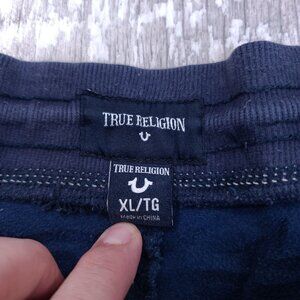 TRUE RELIGION
TRUE RELIGION
XL/TG
MADE IN CHINA